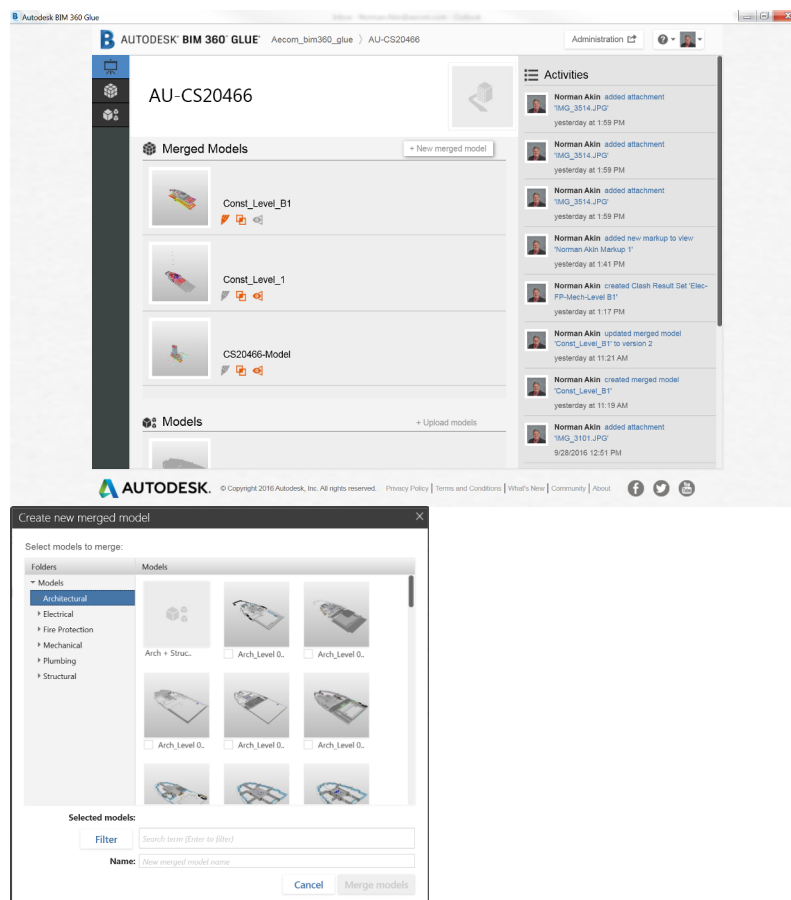 B Autodesk BIM 360 Glue
B AUTODESK® BIM 360® GLUE® Aecom_bim360_glue 〉 AU-CS20466
Administration
?
AU-CS20466
Merged Models
+ New merged model
Const_Level_B1
Const_Level_1
CS20466-Model
Models
+ Upload models
Activities
Norman Akin added attachment
'IMG_3514.JPG'
yesterday at 1:59 PM
Norman Akin added attachment
'IMG_3514.JPG'
yesterday at 1:59 PM
Norman Akin added attachment
'IMG_3514.JPG'
yesterday at 1:59 PM
Norman Akin added new markup to view
'Norman Akin Markup 1'
yesterday at 1:41 PM
Norman Akin created Clash Result Set 'Elec-
FP-Mech-Level B1'
yesterday at 1:17 PM
Norman Akin updated merged model
'Const_Level_B1' to version 2
yesterday at 11:21 AM
Norman Akin created merged model
'Const_Level_B1'
yesterday at 11:19 AM
Norman Akin added attachment
'IMG_3101.JPG'
9/28/2016 12:51 PM
AUTODESK. © Copyright 2016 Autodesk, Inc. All rights reserved. Privacy Policy | Terms and Conditions | What's New | Community | About
Create new merged model
Select models to merge:
Folders
Models
Architectural
Electrical
Fire Protection
Mechanical
Plumbing
Structural
Models
Arch + Struc..
Arch_Level 0..
Arch_Level 0..
Arch_Level 0..
Arch_Level 0..
Arch_Level 0..
Selected models:
Filter
Search term (Enter to filter)
Name:
New merged model name
Cancel
Merge models